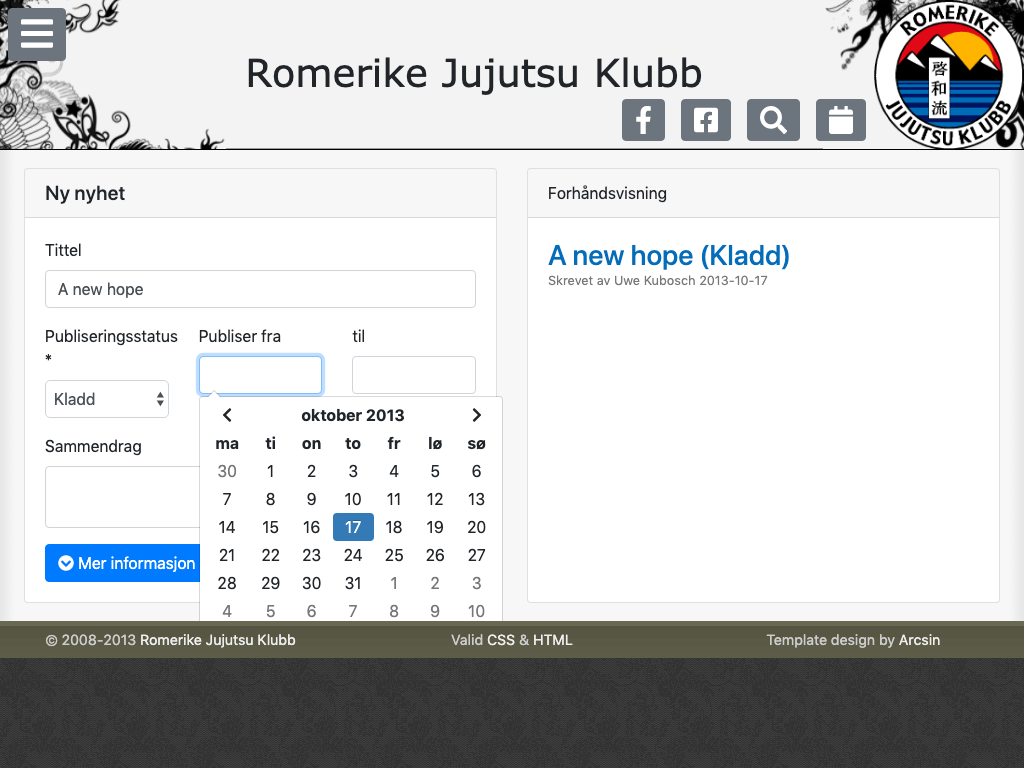 Romerike Jujutsu Klubb
ROMERIKE
啓和流
JUJUTSU KLUBB
Ny nyhet
Tittel
A new hope
Publiseringsstatus
*
Publiser fra
til
Kladd
oktober 2013
ma ti on to fr lø sø
30 1 2 3 4 5 6
7 8 9 10 11 12 13
14 15 16 17 18 19 20
21 22 23 24 25 26 27
28 29 30 31 1 2 3
4 5 6 7 8 9 10
Sammendrag
Mer informasjon
Forhåndsvisning
A new hope (Kladd)
Skrevet av Uwe Kubosch 2013-10-17
© 2008-2013 Romerike Jujutsu Klubb
Valid CSS & HTML
Template design by Arcsin